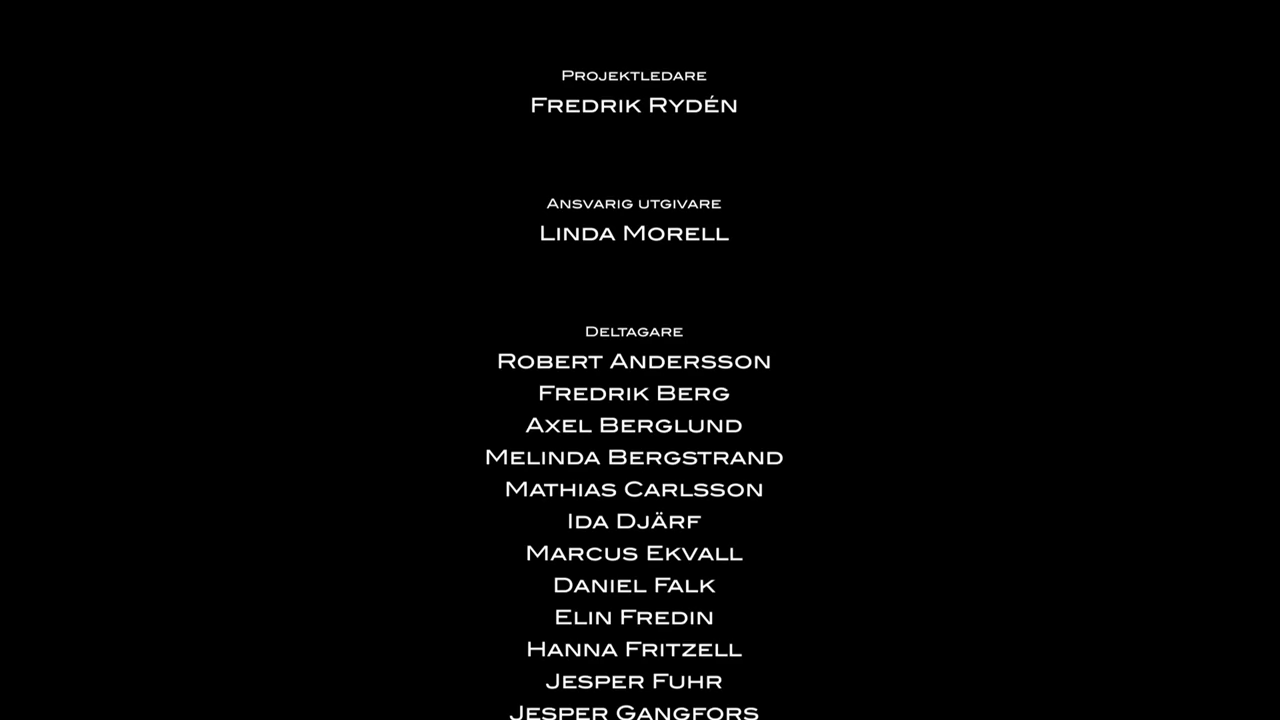 Projektledare
Fredrik Rydén
Ansvarig utgivare
Linda Morell
Deltagare
Robert Andersson
Fredrik Berg
Axel Berglund
Melinda Bergstrand
Mathias Carlsson
Ida Djärf
Marcus Ekvall
Daniel Falk
Elin Fredin
Hanna Fritzell
Jesper Fuhr
Jesper Gangfors